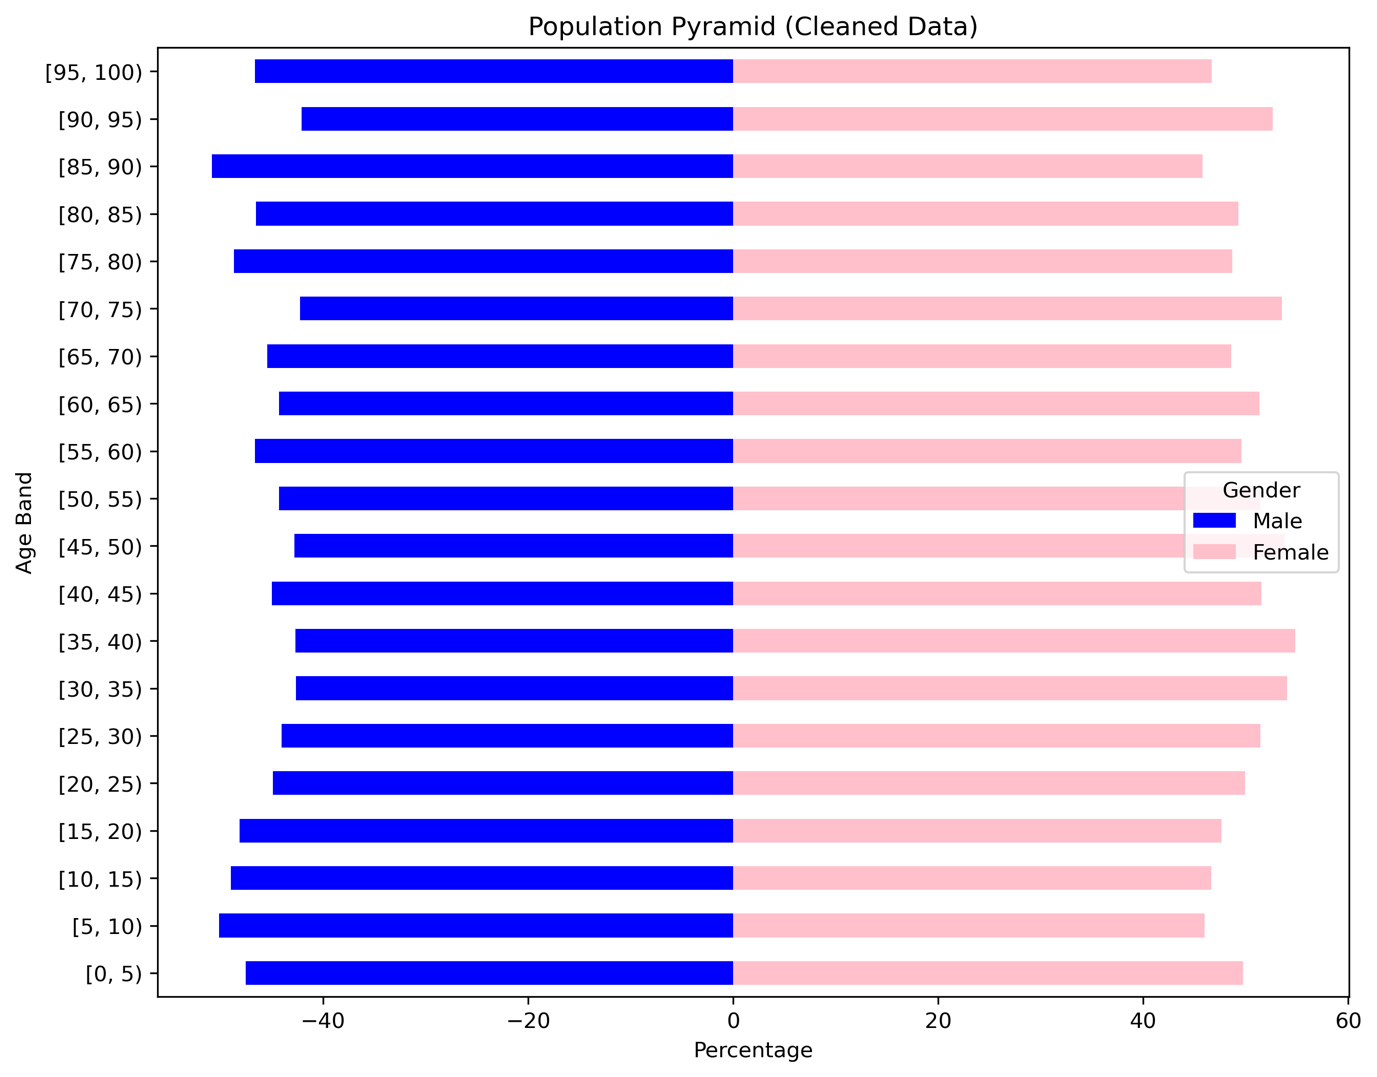 Population Pyramid (Cleaned Data)
[95, 100)
[90, 95)
[85, 90)
[80, 85)
[75, 80)
[70, 75)
[65, 70)
[60, 65)
[55, 60)
[50, 55)
[45, 50)
[40, 45)
[35, 40)
[30, 35)
[25, 30)
[20, 25)
[15, 20)
[10, 15)
[5, 10)
[0, 5)
Age Band
Gender
Male
Female
−40 −20 0 20 40 60
Percentage